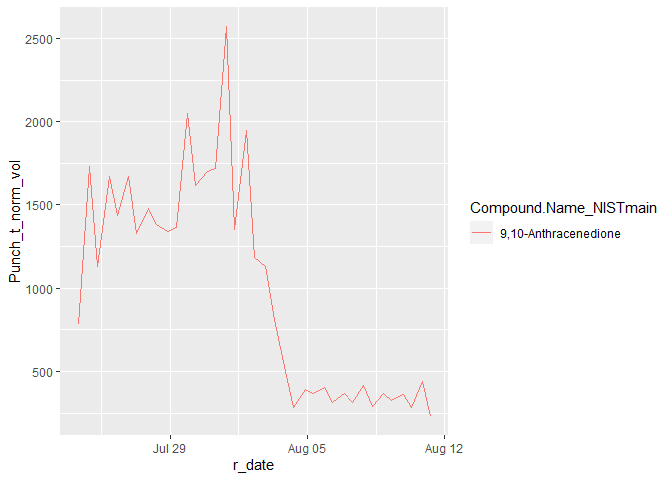 2500
2000
1500
1000
500
Punch_t_norm_vol
Jul 29
Aug 05
Aug 12
r_date
Compound.Name_NISTmain
9,10-Anthracenedione